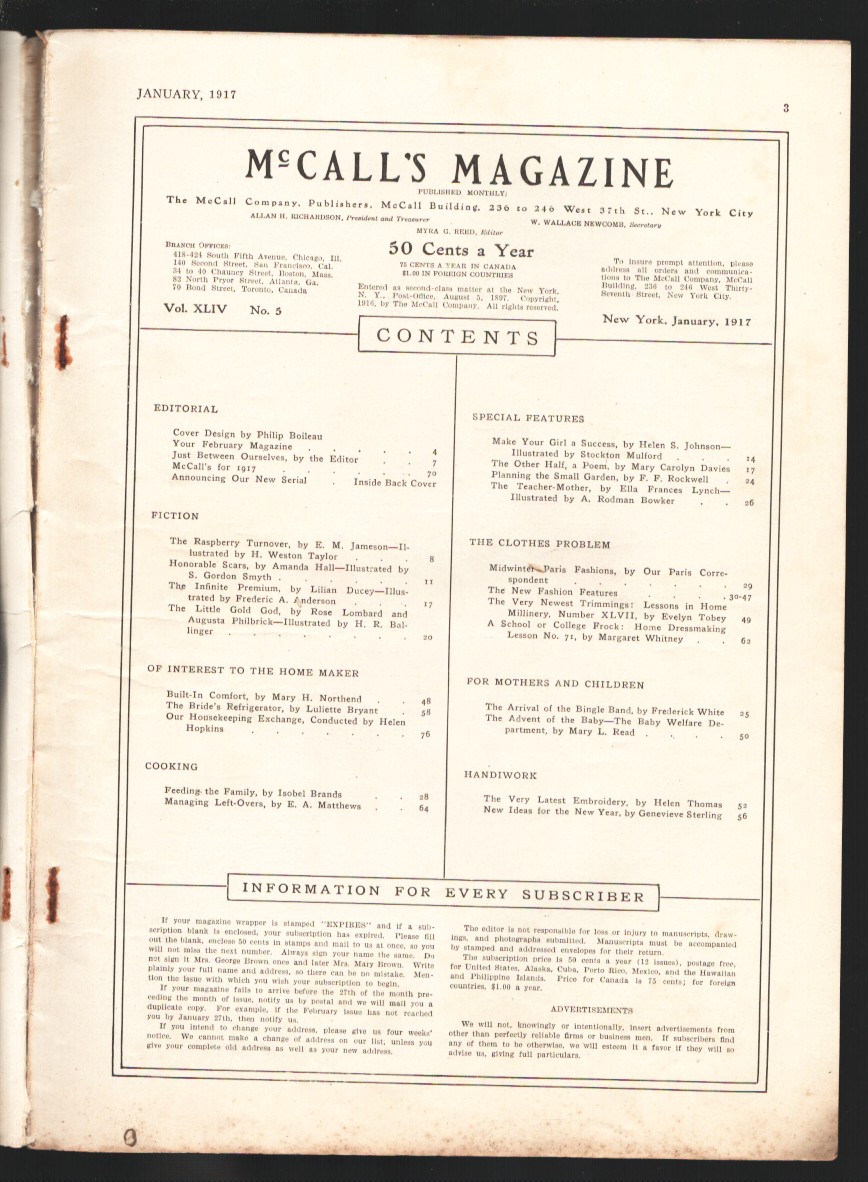 JANUARY, 1917
3
McCALL'S MAGAZINE
PUBLISHED MONTHLY:
The McCall Company, Publishers, McCall Building, 236 to 246 West 37th St., New York City
ALLAN H. RICHARDSON, President and Treasurer
W. WALLACE NEWCOMB, Secretary
MYRA G. REED, Editor
BRANCH OFFICES:
418-424 South Fifth Avenue, Chicago, Ill.
140 Second Street, San Francisco, Cal.
34 to 40 Chauncy Street, Boston, Mass.
82 North Pryor Street, Atlanta, Ga.
70 Bond Street, Toronto, Canada
Vol. XLIV No. 5
50 Cents a Year
75 CENTS A YEAR IN CANADA
$1.00 IN FOREIGN COUNTRIES
Entered as second-class matter at the New York,
N. Y., Post-Office, August 5, 1897. Copyright,
1916, by The McCall Company. All rights reserved.
To insure prompt attention, please
address all orders and communica-
tions to The McCall Company, McCall
Building, 236 to 246 West Thirty-
Seventh Street, New York City.
New York, January, 1917
CONTENTS
EDITORIAL
Cover Design by Philip Boileau
Your February Magazine . . . . . 4
Just Between Ourselves, by the Editor . . 7
McCall's for 1917 . . . . . . 70
Announcing Our New Serial . Inside Back Cover
FICTION
The Raspberry Turnover, by E. M. Jameson—Il-
lustrated by H. Weston Taylor . . . . 8
Honorable Scars, by Amanda Hall—Illustrated by
S. Gordon Smyth . . . . . . 11
The Infinite Premium, by Lilian Ducey—Illus-
trated by Frederic A. Anderson . . . 17
The Little Gold God, by Rose Lombard and
Augusta Philbrick—Illustrated by H. R. Bal-
linger . . . . . . . 20
OF INTEREST TO THE HOME MAKER
Built-In Comfort, by Mary H. Northend . . 48
The Bride's Refrigerator, by Luliette Bryant . 58
Our Housekeeping Exchange, Conducted by Helen
Hopkins . . . . . . 76
COOKING
Feeding the Family, by Isobel Brands . . 28
Managing Left-Overs, by E. A. Matthews . . 64
SPECIAL FEATURES
Make Your Girl a Success, by Helen S. Johnson—
Illustrated by Stockton Mulford . . . 14
The Other Half, a Poem, by Mary Carolyn Davies 17
Planning the Small Garden, by F. F. Rockwell . 24
The Teacher-Mother, by Ella Frances Lynch—
Illustrated by A. Rodman Bowker . . 26
THE CLOTHES PROBLEM
Midwinter Paris Fashions, by Our Paris Corre-
spondent . . . . . . . 29
The New Fashion Features . . . . 30-47
The Very Newest Trimmings: Lessons in Home
Millinery, Number XLVII, by Evelyn Tobey 49
A School or College Frock: Home Dressmaking
Lesson No. 71, by Margaret Whitney . . 62
FOR MOTHERS AND CHILDREN
The Arrival of the Bingle Band, by Frederick White 25
The Advent of the Baby—The Baby Welfare De-
partment, by Mary L. Read . . . . 50
HANDIWORK
The Very Latest Embroidery, by Helen Thomas 52
New Ideas for the New Year, by Genevieve Sterling 56
INFORMATION FOR EVERY SUBSCRIBER
If your magazine wrapper is stamped "EXPIRES" and if a sub-
scription blank is enclosed, your subscription has expired. Please fill
out the blank, enclose 50 cents in stamps and mail to us at once, so you
will not miss the next number. Always sign your name the same. Do
not sign it Mrs. George Brown once and later Mrs. Mary Brown. Write
plainly your full name and address, so there can be no mistake. Men-
tion the issue with which you wish your subscription to begin.
If your magazine fails to arrive before the 27th of the month pre-
ceding the month of issue, notify us by postal and we will mail you a
duplicate copy. For example, if the February issue has not reached
you by January 27th, then notify us.
If you intend to change your address, please give us four weeks'
notice. We cannot make a change of address on our list, unless you
give your complete old address as well as your new address.
The editor is not responsible for loss or injury to manuscripts, draw-
ings, and photographs submitted. Manuscripts must be accompanied
by stamped and addressed envelopes for their return.
The subscription price is 50 cents a year (12 issues), postage free,
for United States, Alaska, Cuba, Porto Rico, Mexico, and the Hawaiian
and Philippine Islands. Price for Canada is 75 cents; for foreign
countries, $1.00 a year.
ADVERTISEMENTS
We will not, knowingly or intentionally, insert advertisements from
other than perfectly reliable firms or business men. If subscribers find
any of them to be otherwise, we will esteem it a favor if they will so
advise us, giving full particulars.